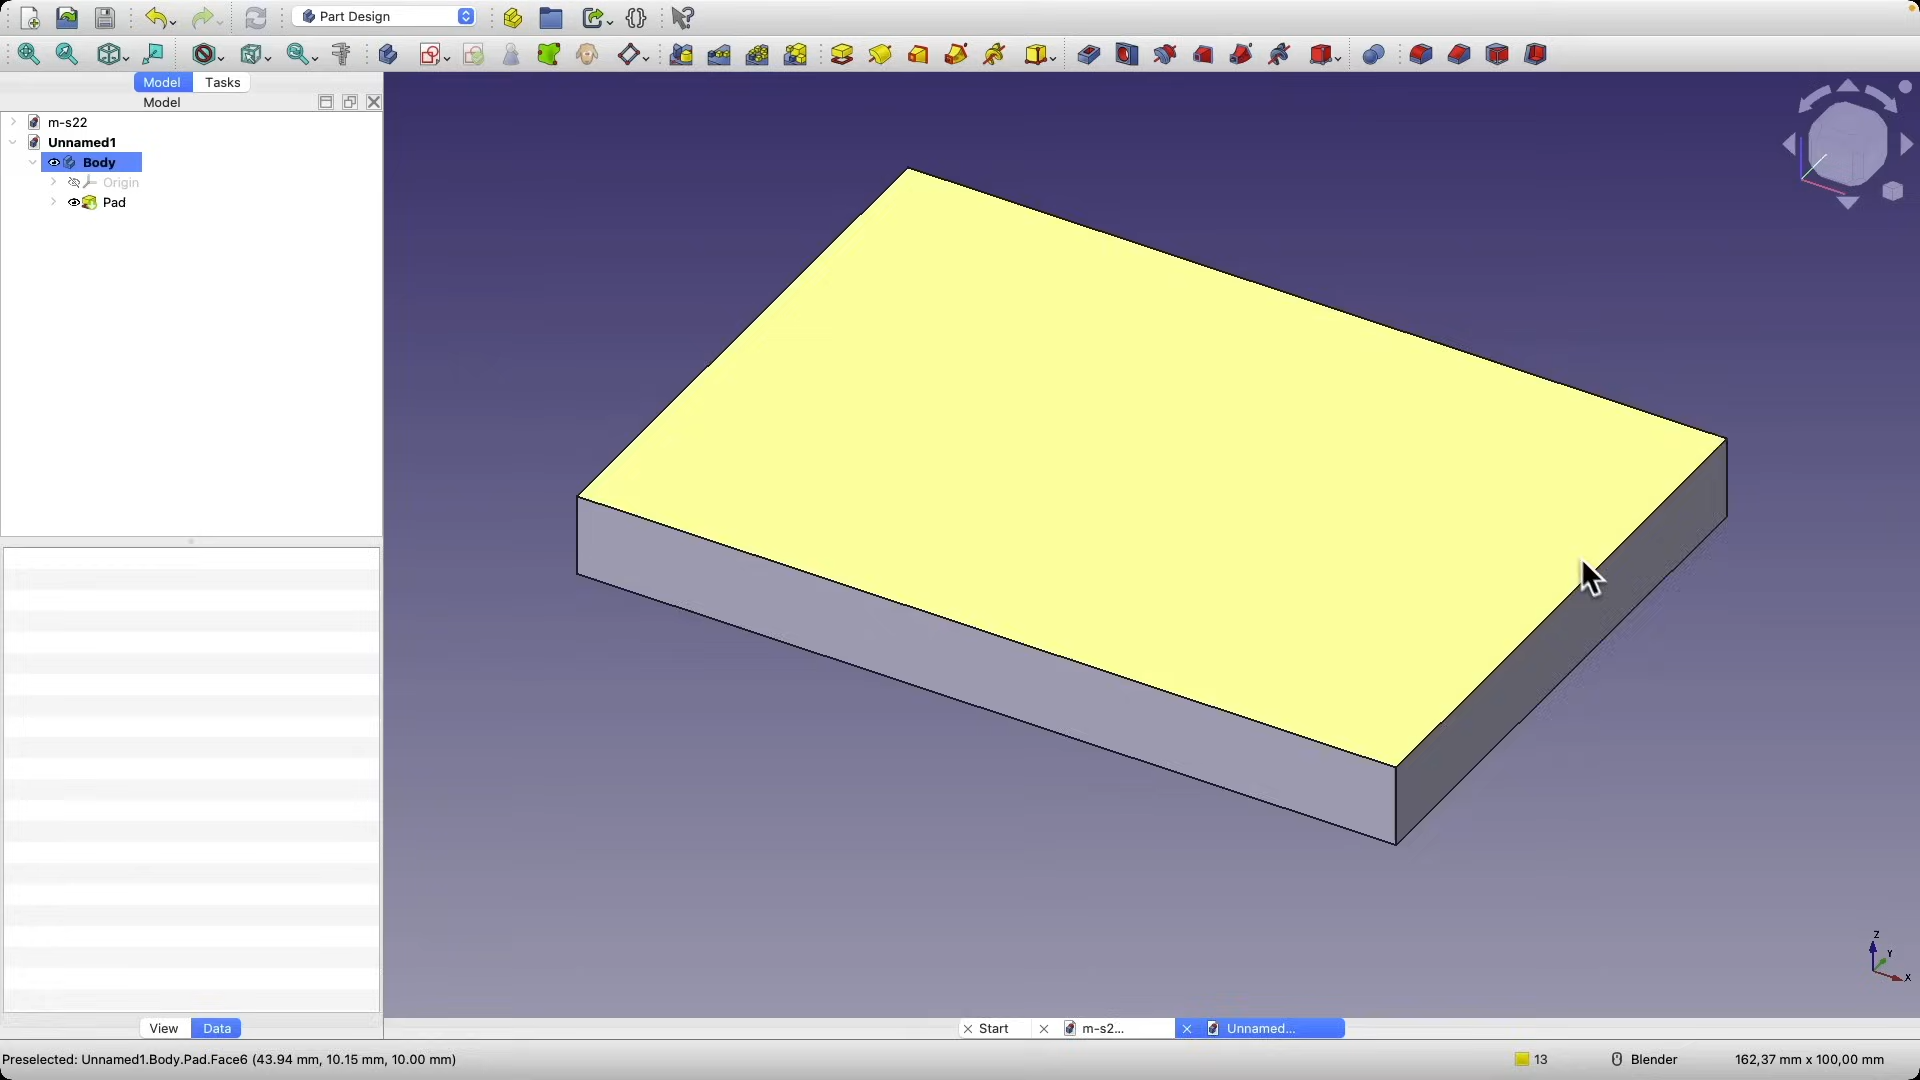 Part Design
Model
Tasks
Model
m-s22
Unnamed1
Body
Origin
Pad
Z
Y
X
View
Data
Start
m-s2...
Unnamed...
Preselected: Unnamed1.Body.Pad.Face6 (43.94 mm, 10.15 mm, 10.00 mm)
13
Blender
162,37 mm x 100,00 mm